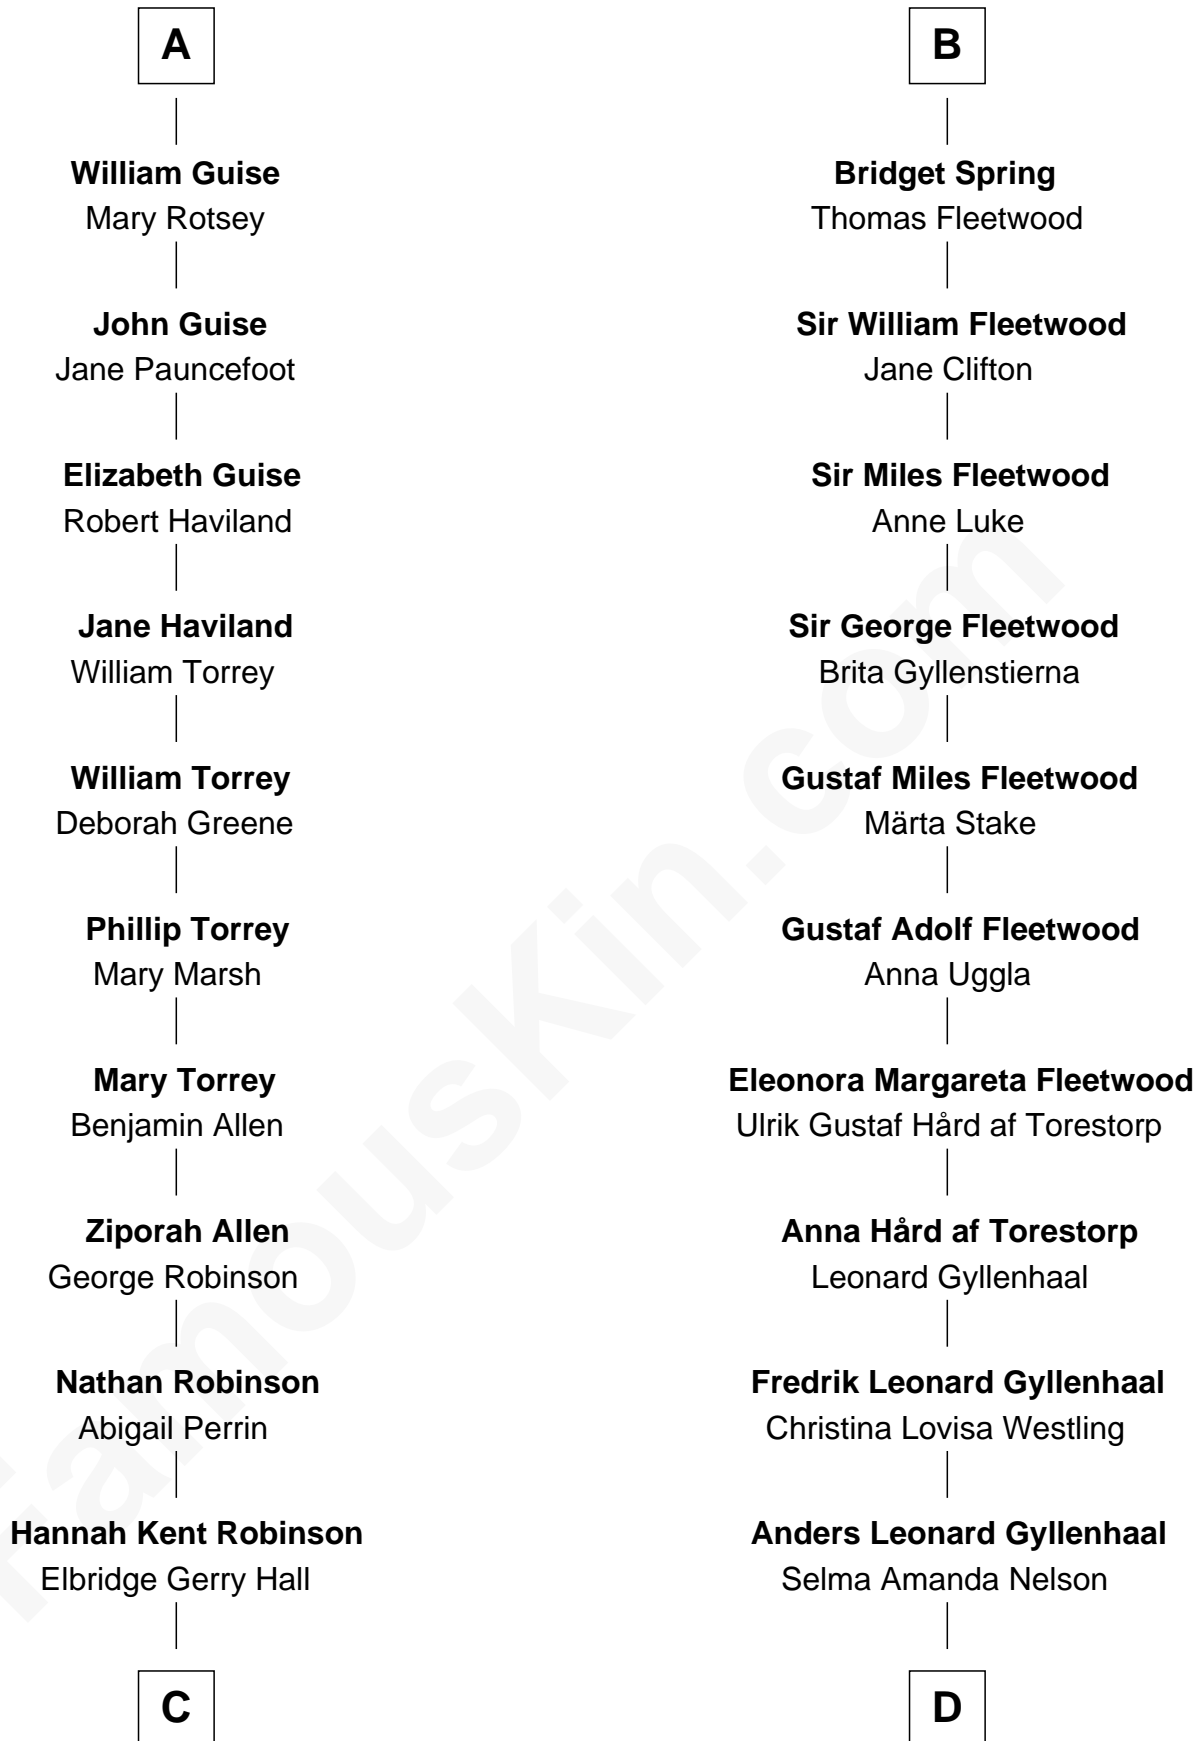 A
William Guise
Mary Rotsey
John Guise
Jane Pauncefoot
Elizabeth Guise
Robert Haviland
Jane Haviland
William Torrey
William Torrey
Deborah Greene
Phillip Torrey
Mary Marsh
Mary Torrey
Benjamin Allen
Ziporah Allen
George Robinson
Nathan Robinson
Abigail Perrin
Hannah Kent Robinson
Elbridge Gerry Hall
C
B
Bridget Spring
Thomas Fleetwood
Sir William Fleetwood
Jane Clifton
Sir Miles Fleetwood
Anne Luke
Sir George Fleetwood
Brita Gyllenstierna
Gustaf Miles Fleetwood
Märta Stake
Gustaf Adolf Fleetwood
Anna Uggla
Eleonora Margareta Fleetwood
Ulrik Gustaf Hård af Torestorp
Anna Hård af Torestorp
Leonard Gyllenhaal
Fredrik Leonard Gyllenhaal
Christina Lovisa Westling
Anders Leonard Gyllenhaal
Selma Amanda Nelson
D
famouskin.com